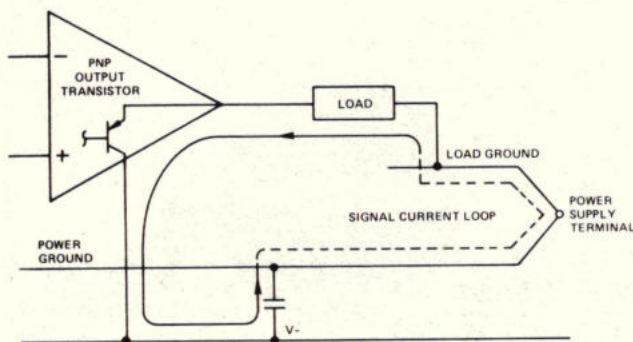 PNP
OUTPUT
TRANSISTOR
−
+
LOAD
LOAD GROUND
SIGNAL CURRENT LOOP
POWER
SUPPLY
TERMINAL
POWER
GROUND
V-